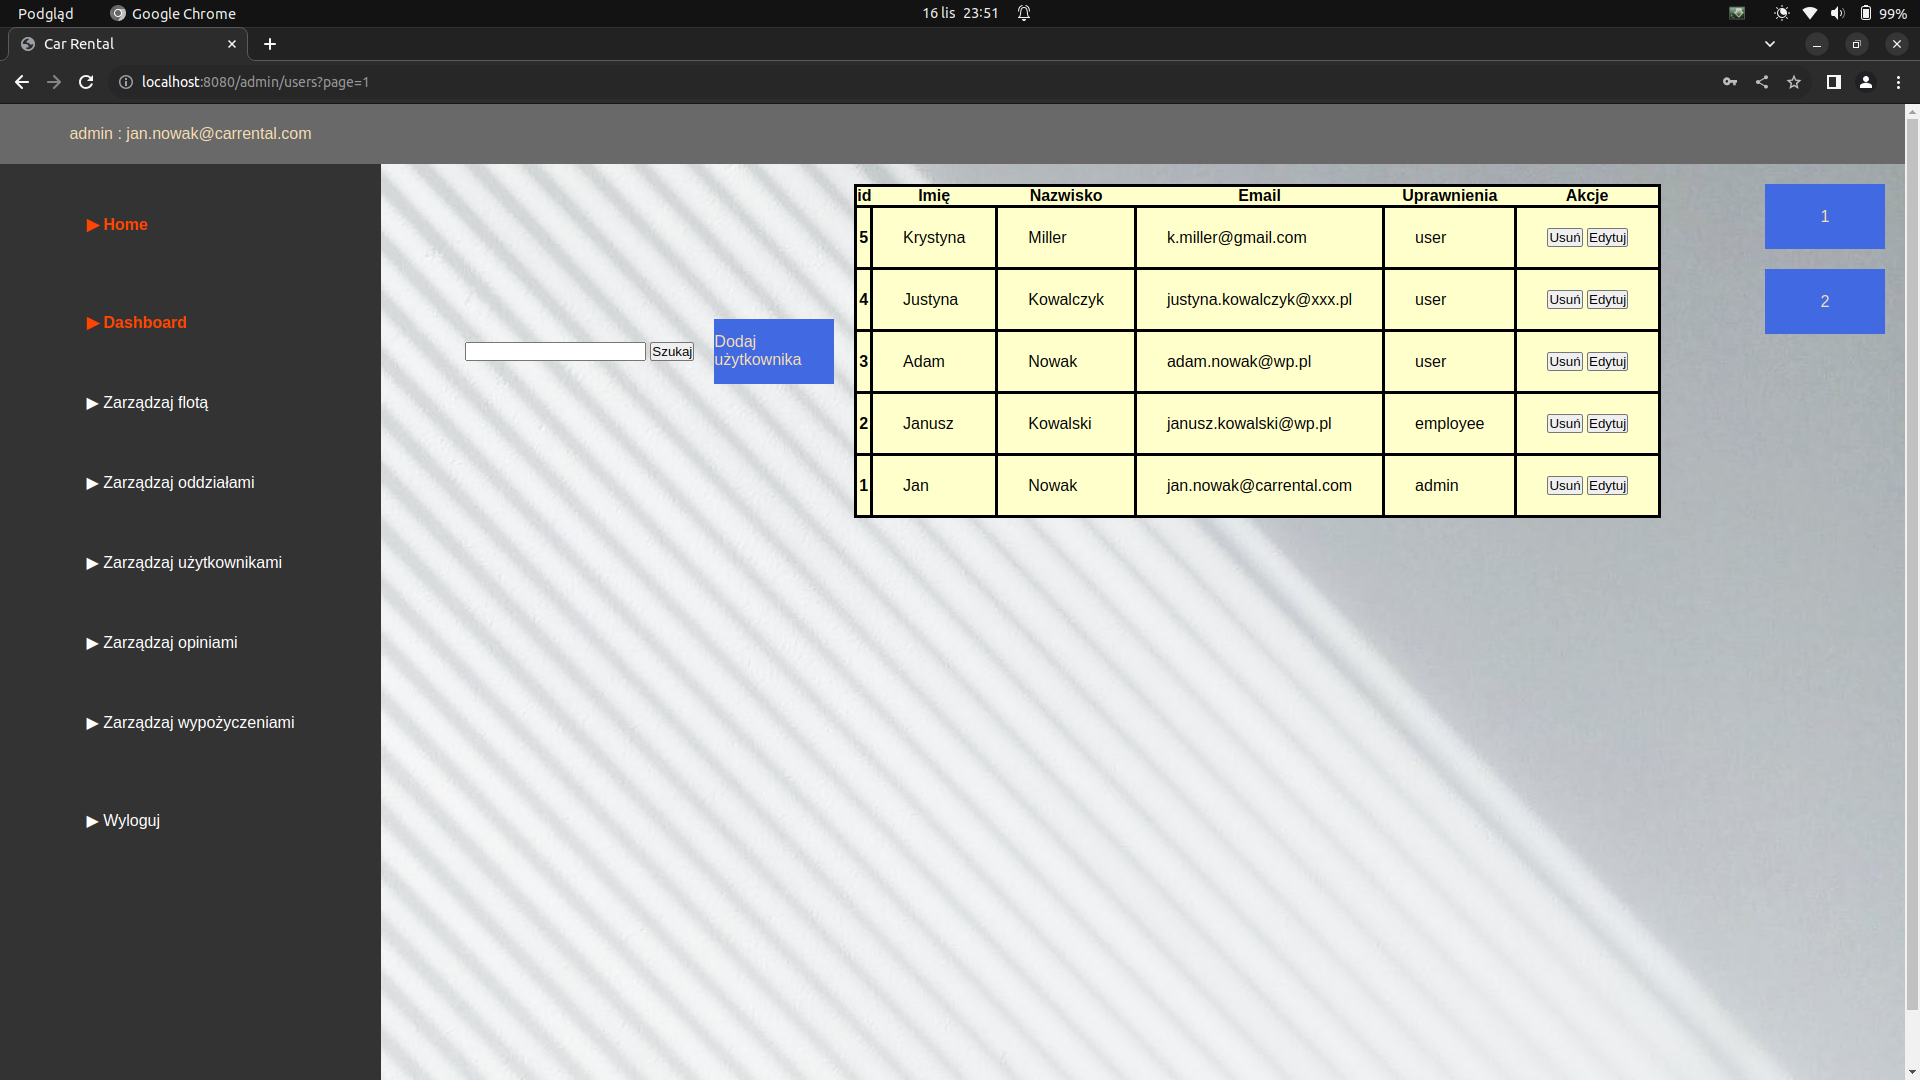 Podgląd Google Chrome 16 lis 23:51 99%
Car Rental
localhost:8080/admin/users?page=1
admin : jan.nowak@carrental.com
▶ Home
▶ Dashboard
▶ Zarządzaj flotą
▶ Zarządzaj oddziałami
▶ Zarządzaj użytkownikami
▶ Zarządzaj opiniami
▶ Zarządzaj wypożyczeniami
▶ Wyloguj
Szukaj
Dodaj
użytkownika
id Imię Nazwisko Email Uprawnienia Akcje
5 Krystyna Miller k.miller@gmail.com user Usuń Edytuj
4 Justyna Kowalczyk justyna.kowalczyk@xxx.pl user Usuń Edytuj
3 Adam Nowak adam.nowak@wp.pl user Usuń Edytuj
2 Janusz Kowalski janusz.kowalski@wp.pl employee Usuń Edytuj
1 Jan Nowak jan.nowak@carrental.com admin Usuń Edytuj
1
2